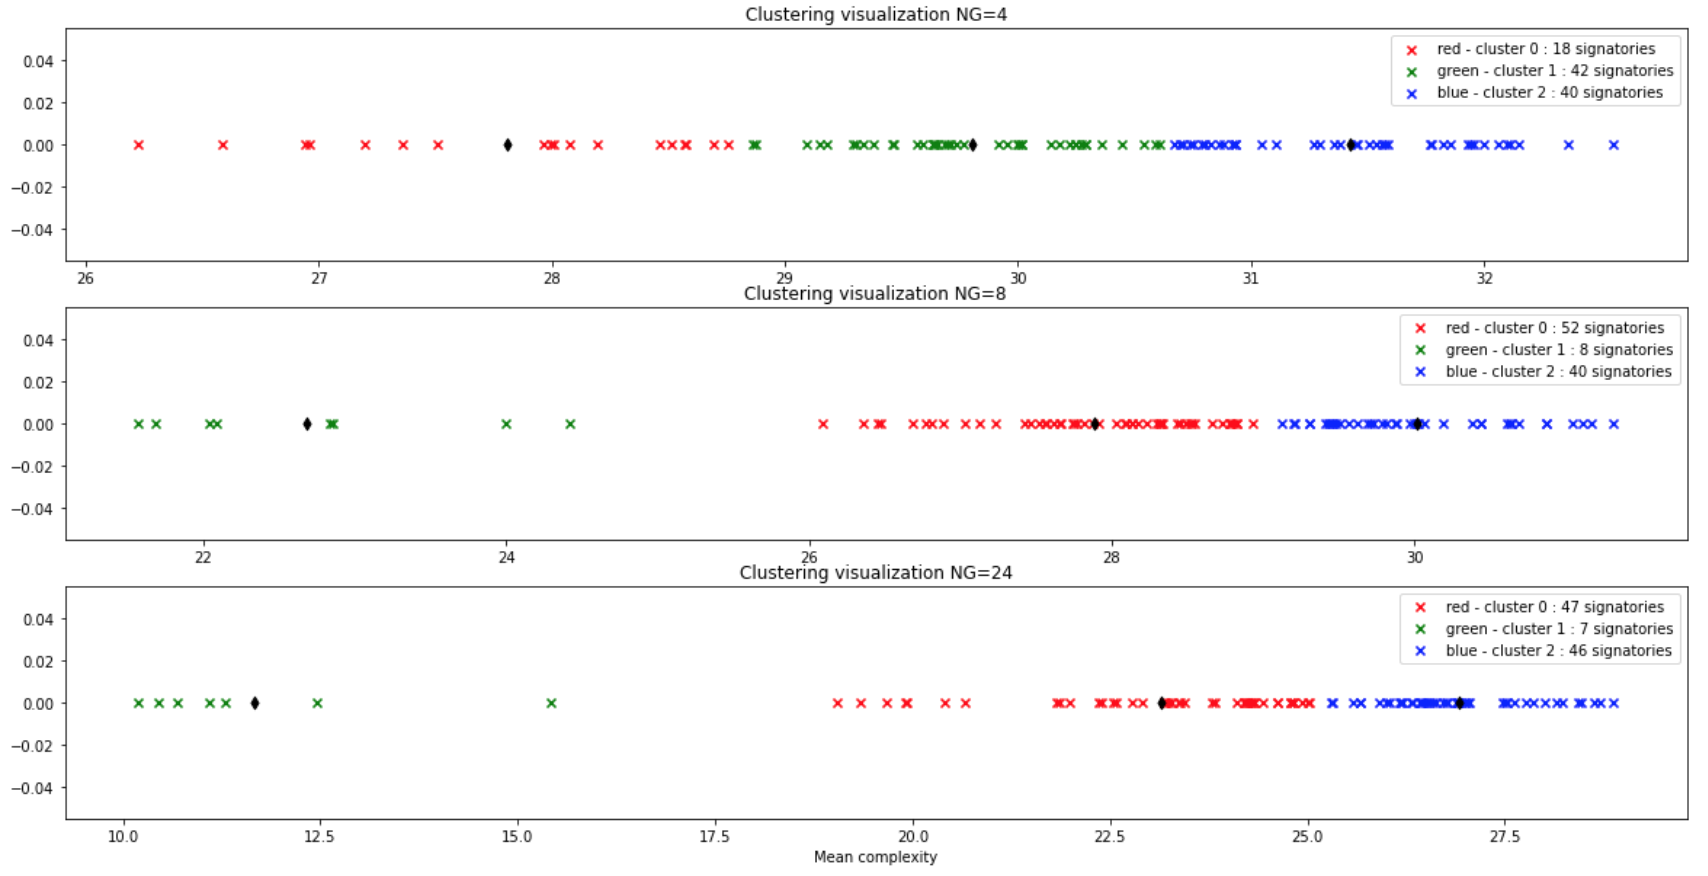 Clustering visualization NG=4
0.04
0.02
0.00
−0.02
−0.04
red - cluster 0 : 18 signatories
green - cluster 1 : 42 signatories
blue - cluster 2 : 40 signatories
26 27 28 29 30 31 32
Clustering visualization NG=8
0.04
0.02
0.00
−0.02
−0.04
red - cluster 0 : 52 signatories
green - cluster 1 : 8 signatories
blue - cluster 2 : 40 signatories
22 24 26 28 30
Clustering visualization NG=24
0.04
0.02
0.00
−0.02
−0.04
red - cluster 0 : 47 signatories
green - cluster 1 : 7 signatories
blue - cluster 2 : 46 signatories
10.0 12.5 15.0 17.5 20.0 22.5 25.0 27.5
Mean complexity